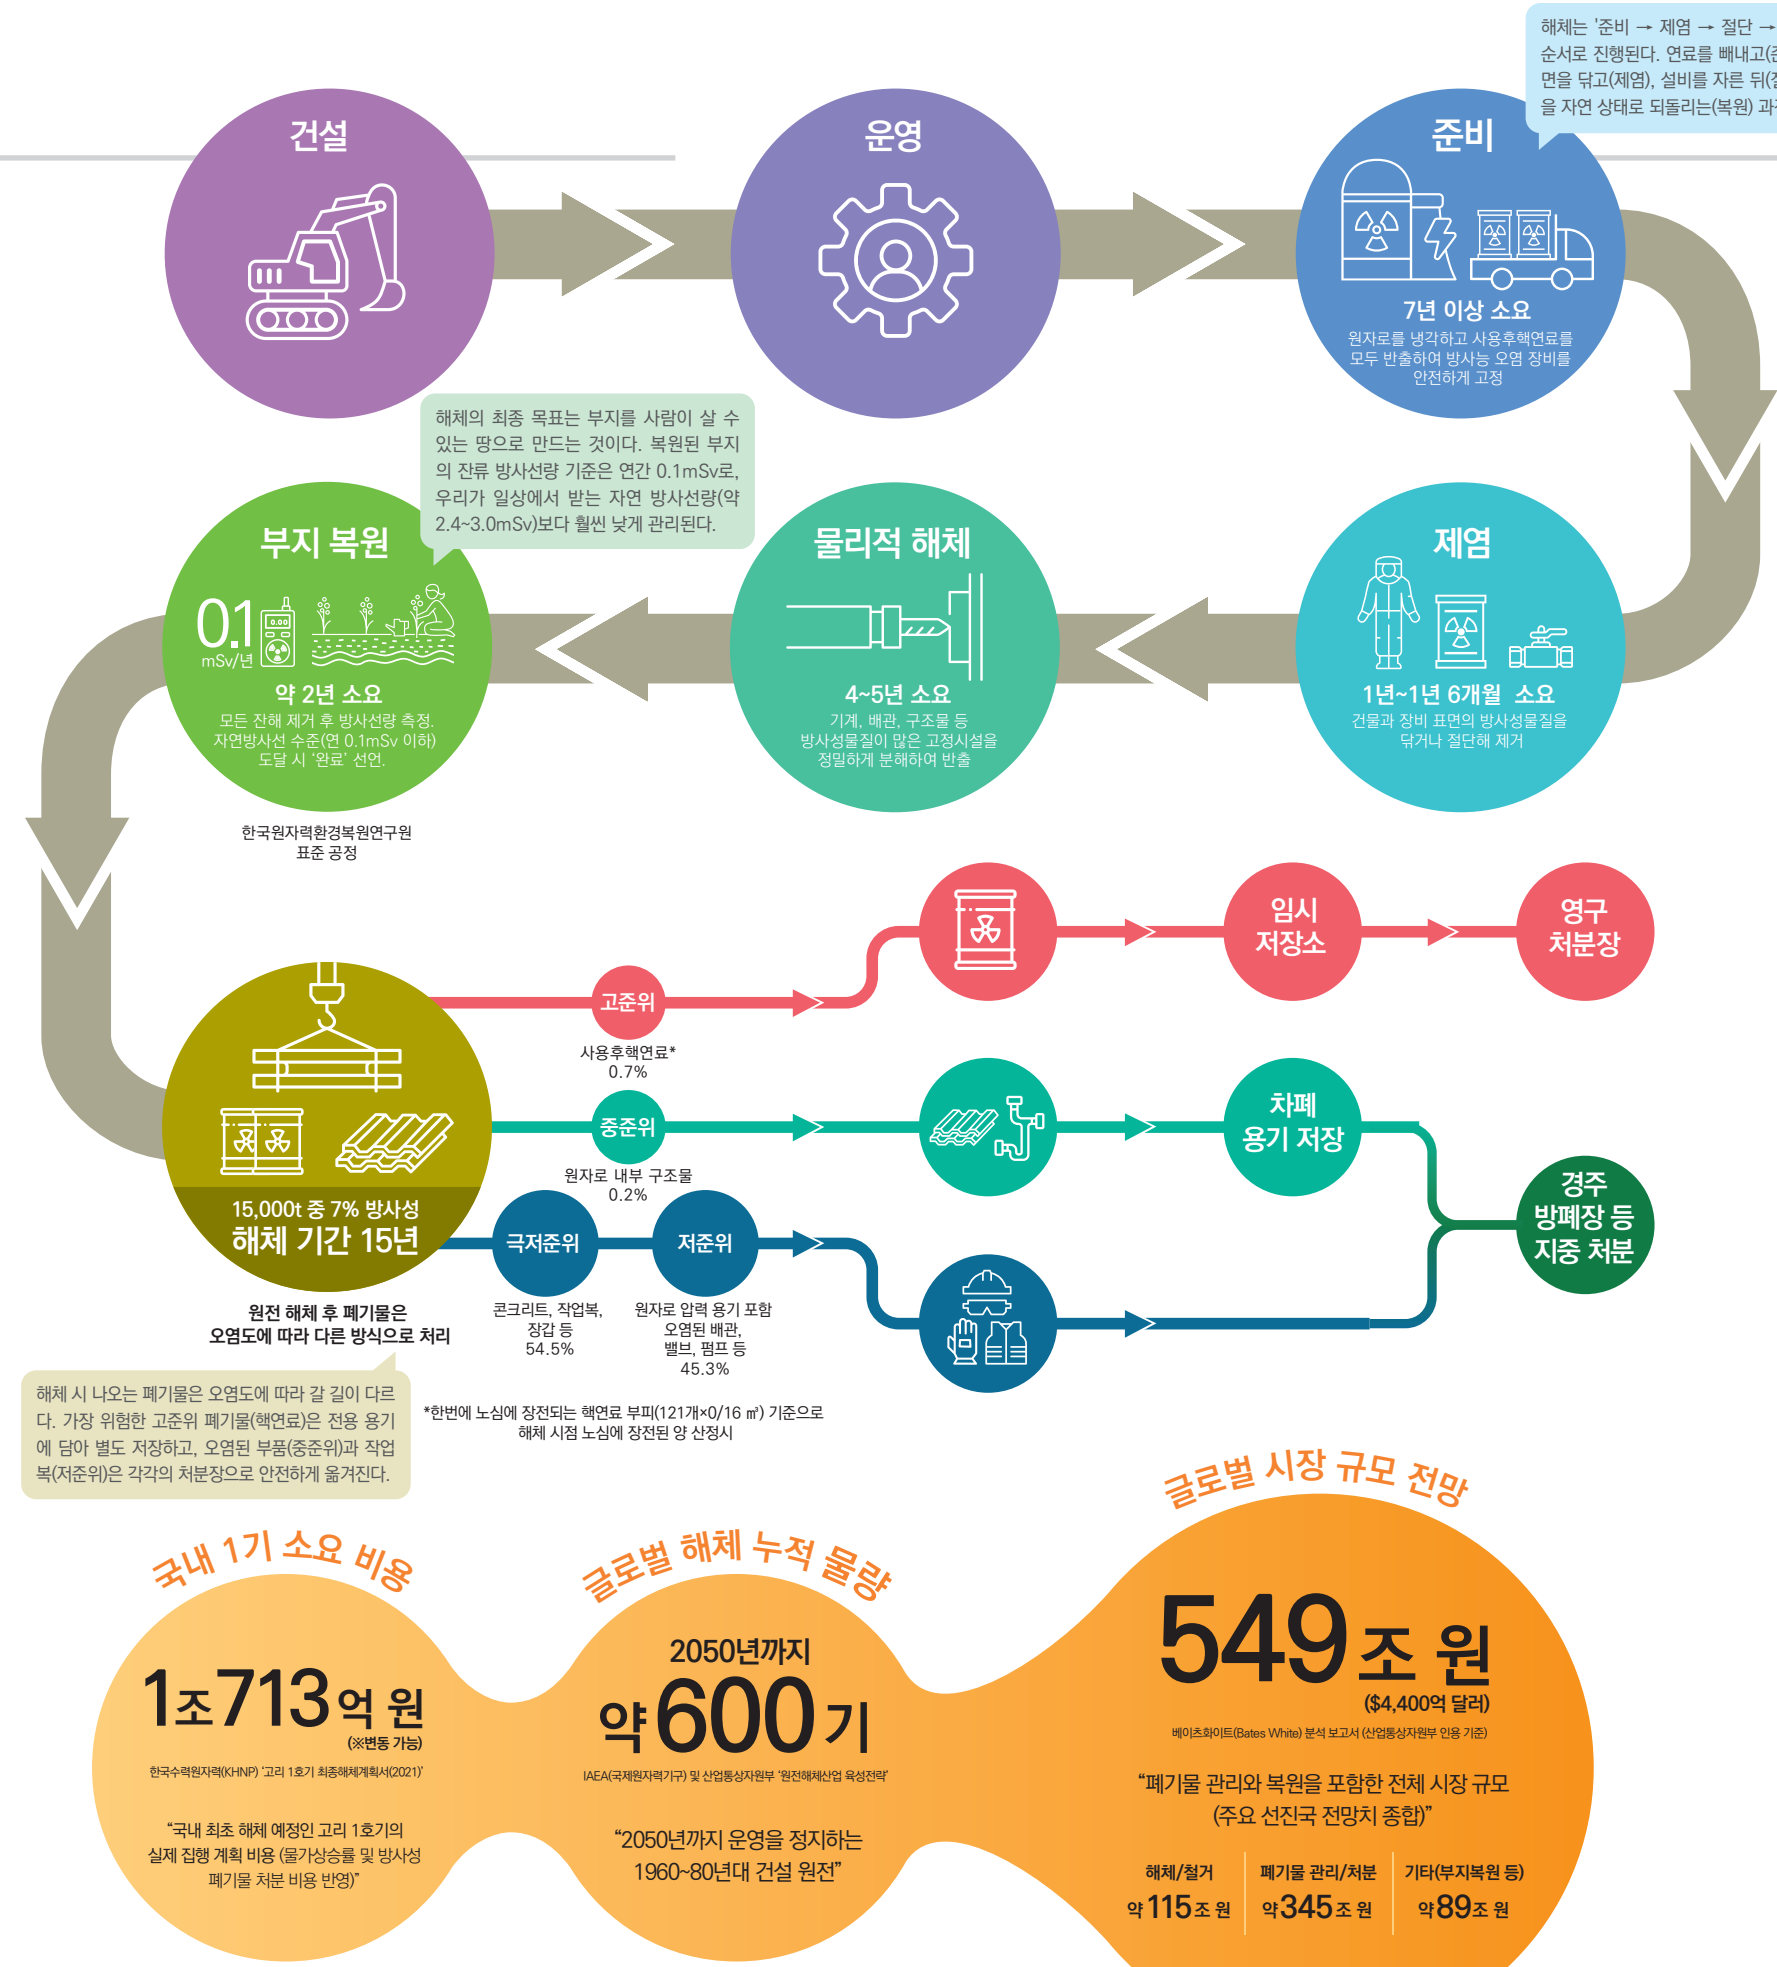 해체는 '준비 → 제염 → 절단 →
순서로 진행된다. 연료를 빼내고(준
면을 닦고(제염), 설비를 자른 뒤(절
을 자연 상태로 되돌리는(복원) 과
건설
운영
준비
7년 이상 소요
원자로를 냉각하고 사용후핵연료를
모두 반출하여 방사능 오염 장비를
안전하게 고정
해체의 최종 목표는 부지를 사람이 살 수
있는 땅으로 만드는 것이다. 복원된 부지
의 잔류 방사선량 기준은 연간 0.1mSv로,
우리가 일상에서 받는 자연 방사선량(약
2.4~3.0mSv)보다 훨씬 낮게 관리된다.
부지 복원
0.1
mSv/년
0.00
약 2년 소요
모든 잔해 제거 후 방사선량 측정.
자연방사선 수준(연 0.1mSv 이하)
도달 시 '완료' 선언.
물리적 해체
4~5년 소요
기계, 배관, 구조물 등
방사성물질이 많은 고정시설을
정밀하게 분해하여 반출
제염
1년~1년 6개월 소요
건물과 장비 표면의 방사성물질을
닦거나 절단해 제거
한국원자력환경복원연구원
표준 공정
임시
저장소
영구
처분장
고준위
사용후핵연료*
0.7%
중준위
원자로 내부 구조물
0.2%
차폐
용기 저장
경주
방폐장 등
지중 처분
15,000t 중 7% 방사성
해체 기간 15년
극저준위
저준위
콘크리트, 작업복,
장갑 등
54.5%
원자로 압력 용기 포함
오염된 배관,
밸브, 펌프 등
45.3%
원전 해체 후 폐기물은
오염도에 따라 다른 방식으로 처리
해체 시 나오는 폐기물은 오염도에 따라 갈 길이 다르
다. 가장 위험한 고준위 폐기물(핵연료)은 전용 용기
에 담아 별도 저장하고, 오염된 부품(중준위)과 작업
복(저준위)은 각각의 처분장으로 안전하게 옮겨진다.
*한번에 노심에 장전되는 핵연료 부피(121개×0/16 ㎥) 기준으로
해체 시점 노심에 장전된 양 산정시
국내 1기 소요 비용
1조 713억 원
(※변동 가능)
한국수력원자력(KHNP) '고리 1호기 최종해체계획서(2021)'
“국내 최초 해체 예정인 고리 1호기의
실제 집행 계획 비용 (물가상승률 및 방사성
폐기물 처분 비용 반영)”
글로벌 해체 누적 물량
2050년까지
약 600 기
IAEA(국제원자력기구) 및 산업통상자원부 '원전해체산업 육성전략'
“2050년까지 운영을 정지하는
1960~80년대 건설 원전”
글로벌 시장 규모 전망
549조 원
($4,400억 달러)
베이츠화이트(Bates White) 분석 보고서 (산업통상자원부 인용 기준)
“폐기물 관리와 복원을 포함한 전체 시장 규모
(주요 선진국 전망치 종합)”
해체/철거
약 115조 원
폐기물 관리/처분
약 345조 원
기타(부지복원 등)
약 89조 원